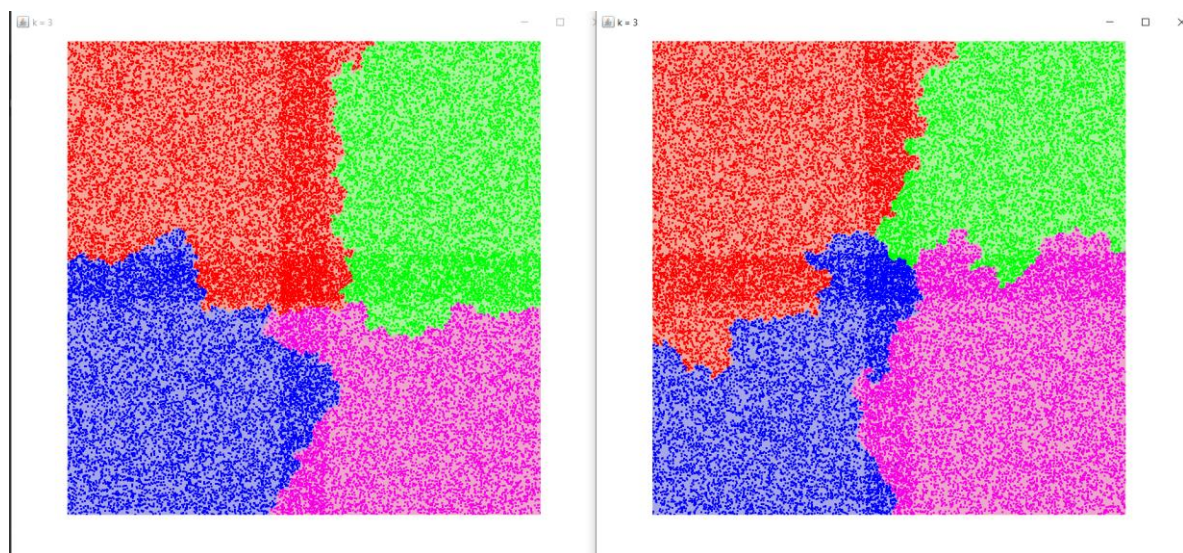 k = 3
k = 3